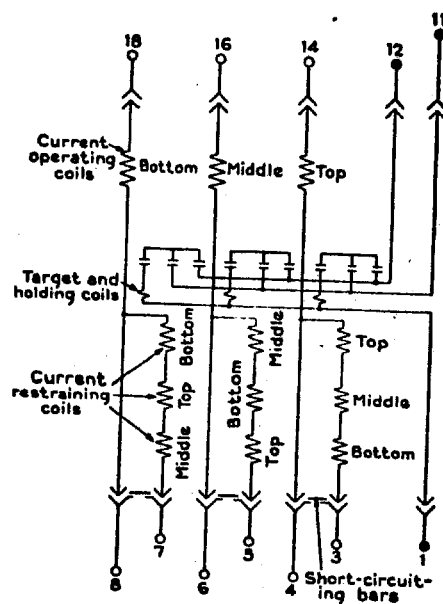 18
16
14
12
11
Current
operating
coils
Bottom
Middle
Top
Target and
holding coils
Bottom
Top
Middle
Current
restraining
coils
Middle
Bottom
Top
Top
Middle
Bottom
8
7
6
5
4
3
1
Short-circuit-
ing bars